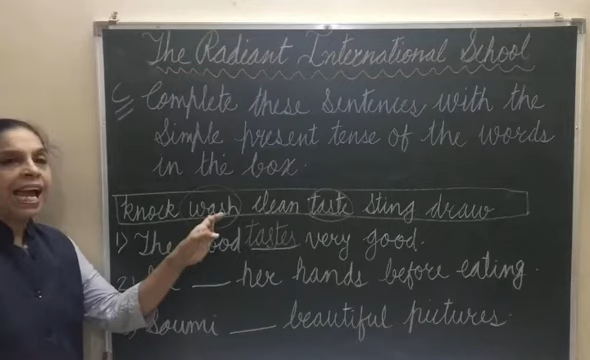 The Radiant International School
C Complete these sentences with the
simple present tense of the words
in the box.
knock wash clean taste sting draw
1) The food tastes very good.
2) __ her hands before eating.
Soumi __ beautiful pictures.